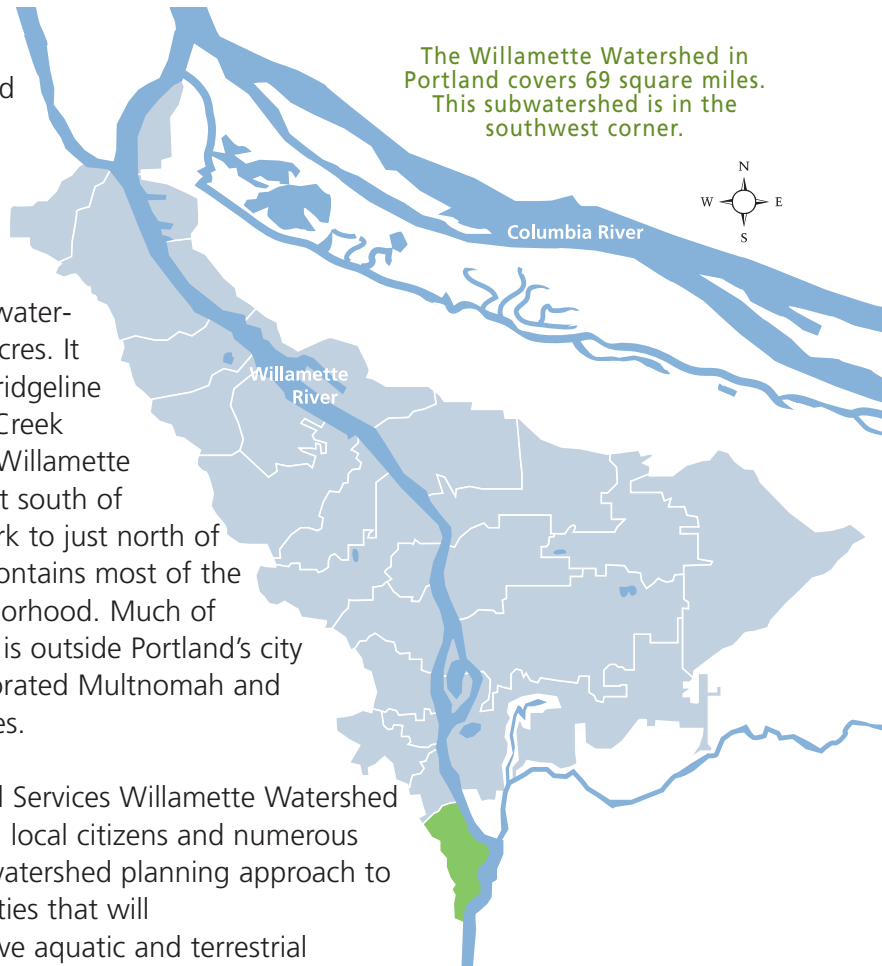 The Willamette Watershed in
Portland covers 69 square miles.
This subwatershed is in the
southwest corner.
N
W E
S
Columbia River
Willamette
River
d
water-
cres. It
ridgeline
Creek
Willamette
t south of
rk to just north of
ontains most of the
orhood. Much of
is outside Portland’s city
orated Multnomah and
es.
l Services Willamette Watershed
local citizens and numerous
watershed planning approach to
ties that will
ve aquatic and terrestrial